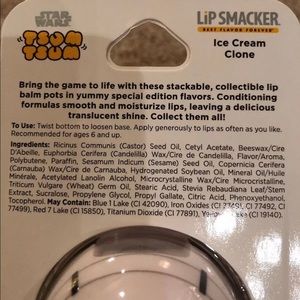 STAR WARS
TSUM TSUM
LiP SMACKER.
BEST FLAVOR FOREVER
Ice Cream
Clone
Bring the game to life with these stackable, collectible lip
balm pots in yummy special edition flavors. Conditioning
formulas smooth and moisturize lips, leaving a delicious
translucent shine. Collect them all!
To Use: Twist bottom to loosen base. Apply generously to lips as often as you like.
Recommended for ages 6 and up.
Ingredients: Ricinus Communis (Castor) Seed Oil, Cetyl Acetate, Beeswax/Cire
D'Abeille, Euphorbia Cerifera (Candelilla) Wax/Cire de Candelilla, Flavor/Aroma,
Polybutene, Paraffin, Sesamum Indicum (Sesame) Seed Oil, Copernicia Cerifera
(Carnauba) Wax/Cire de Carnauba, Hydrogenated Soybean Oil, Mineral Oil/Huile
Minérale, Acetylated Lanolin Alcohol, Microcrystalline Wax/Cire Microcristalline,
Triticum Vulgare (Wheat) Germ Oil, Stearic Acid, Stevia Rebaudiana Leaf/Stem
Extract, Sucralose, Propylene Glycol, Propyl Gallate, Citric Acid, Phenoxyethanol,
Tocopherol. May Contain: Blue 1 Lake (CI 42090), Iron Oxides (CI 77491, CI 77492, CI
77499), Red 7 Lake (CI 15850), Titanium Dioxide (CI 77891), Lake (CI 19140).